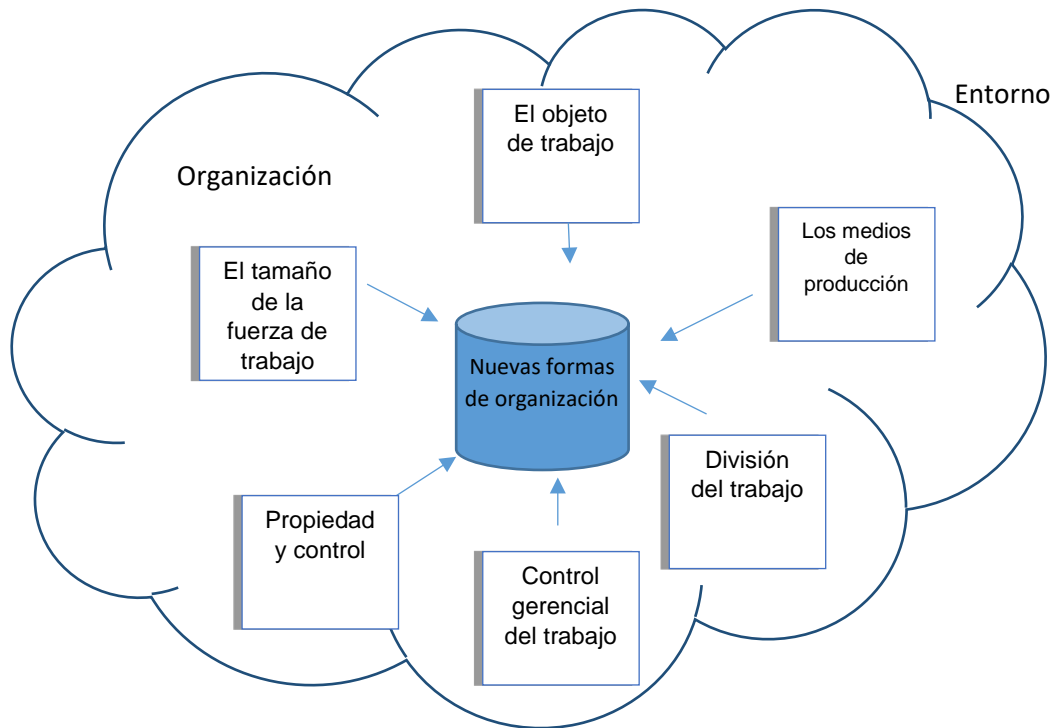 El objeto
de trabajo
Entorno
Organización
Los medios
de
producción
El tamaño
de la
fuerza de
trabajo
Nuevas formas
de organización
División
del trabajo
Propiedad
y control
Control
gerencial
del trabajo